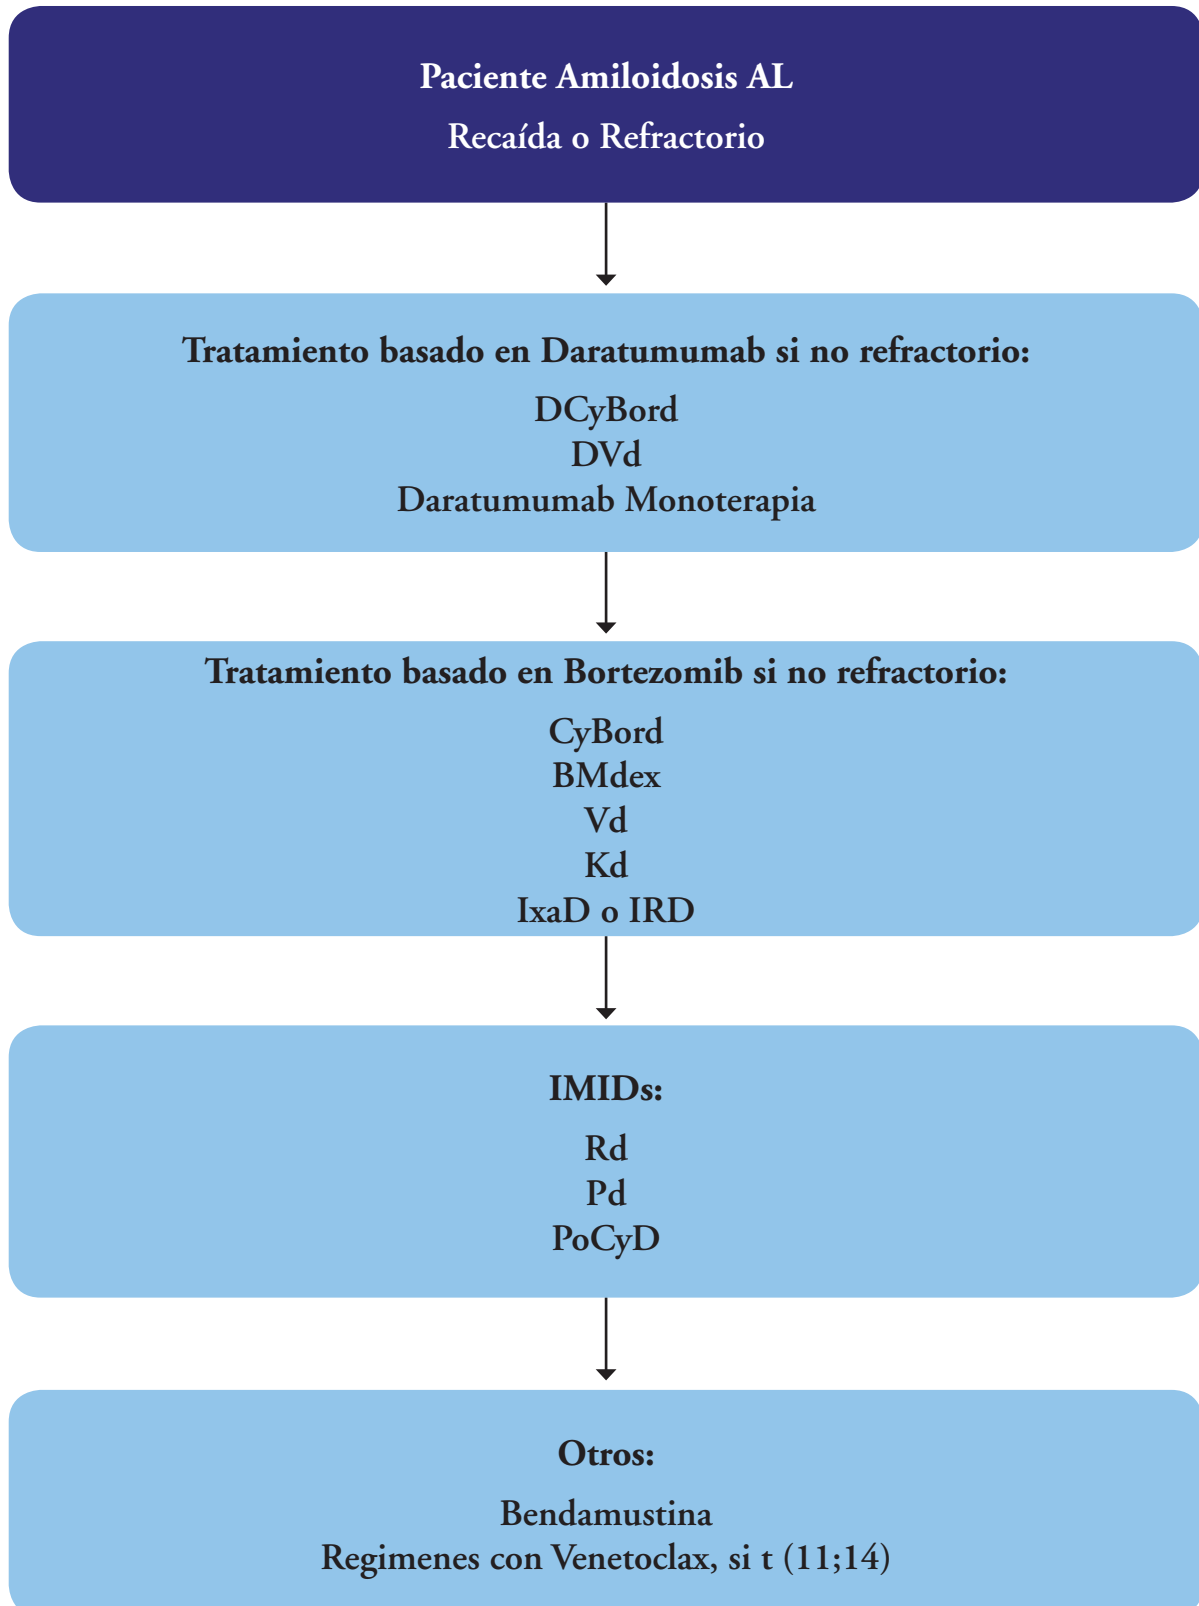 Paciente Amiloidosis AL
Recaída o Refractorio
Tratamiento basado en Daratumumab si no refractorio:
DCyBord
DVd
Daratumumab Monoterapia
Tratamiento basado en Bortezomib si no refractorio:
CyBord
BMdex
Vd
Kd
IxaD o IRD
IMIDs:
Rd
Pd
PoCyD
Otros:
Bendamustina
Regimenes con Venetoclax, si t (11;14)